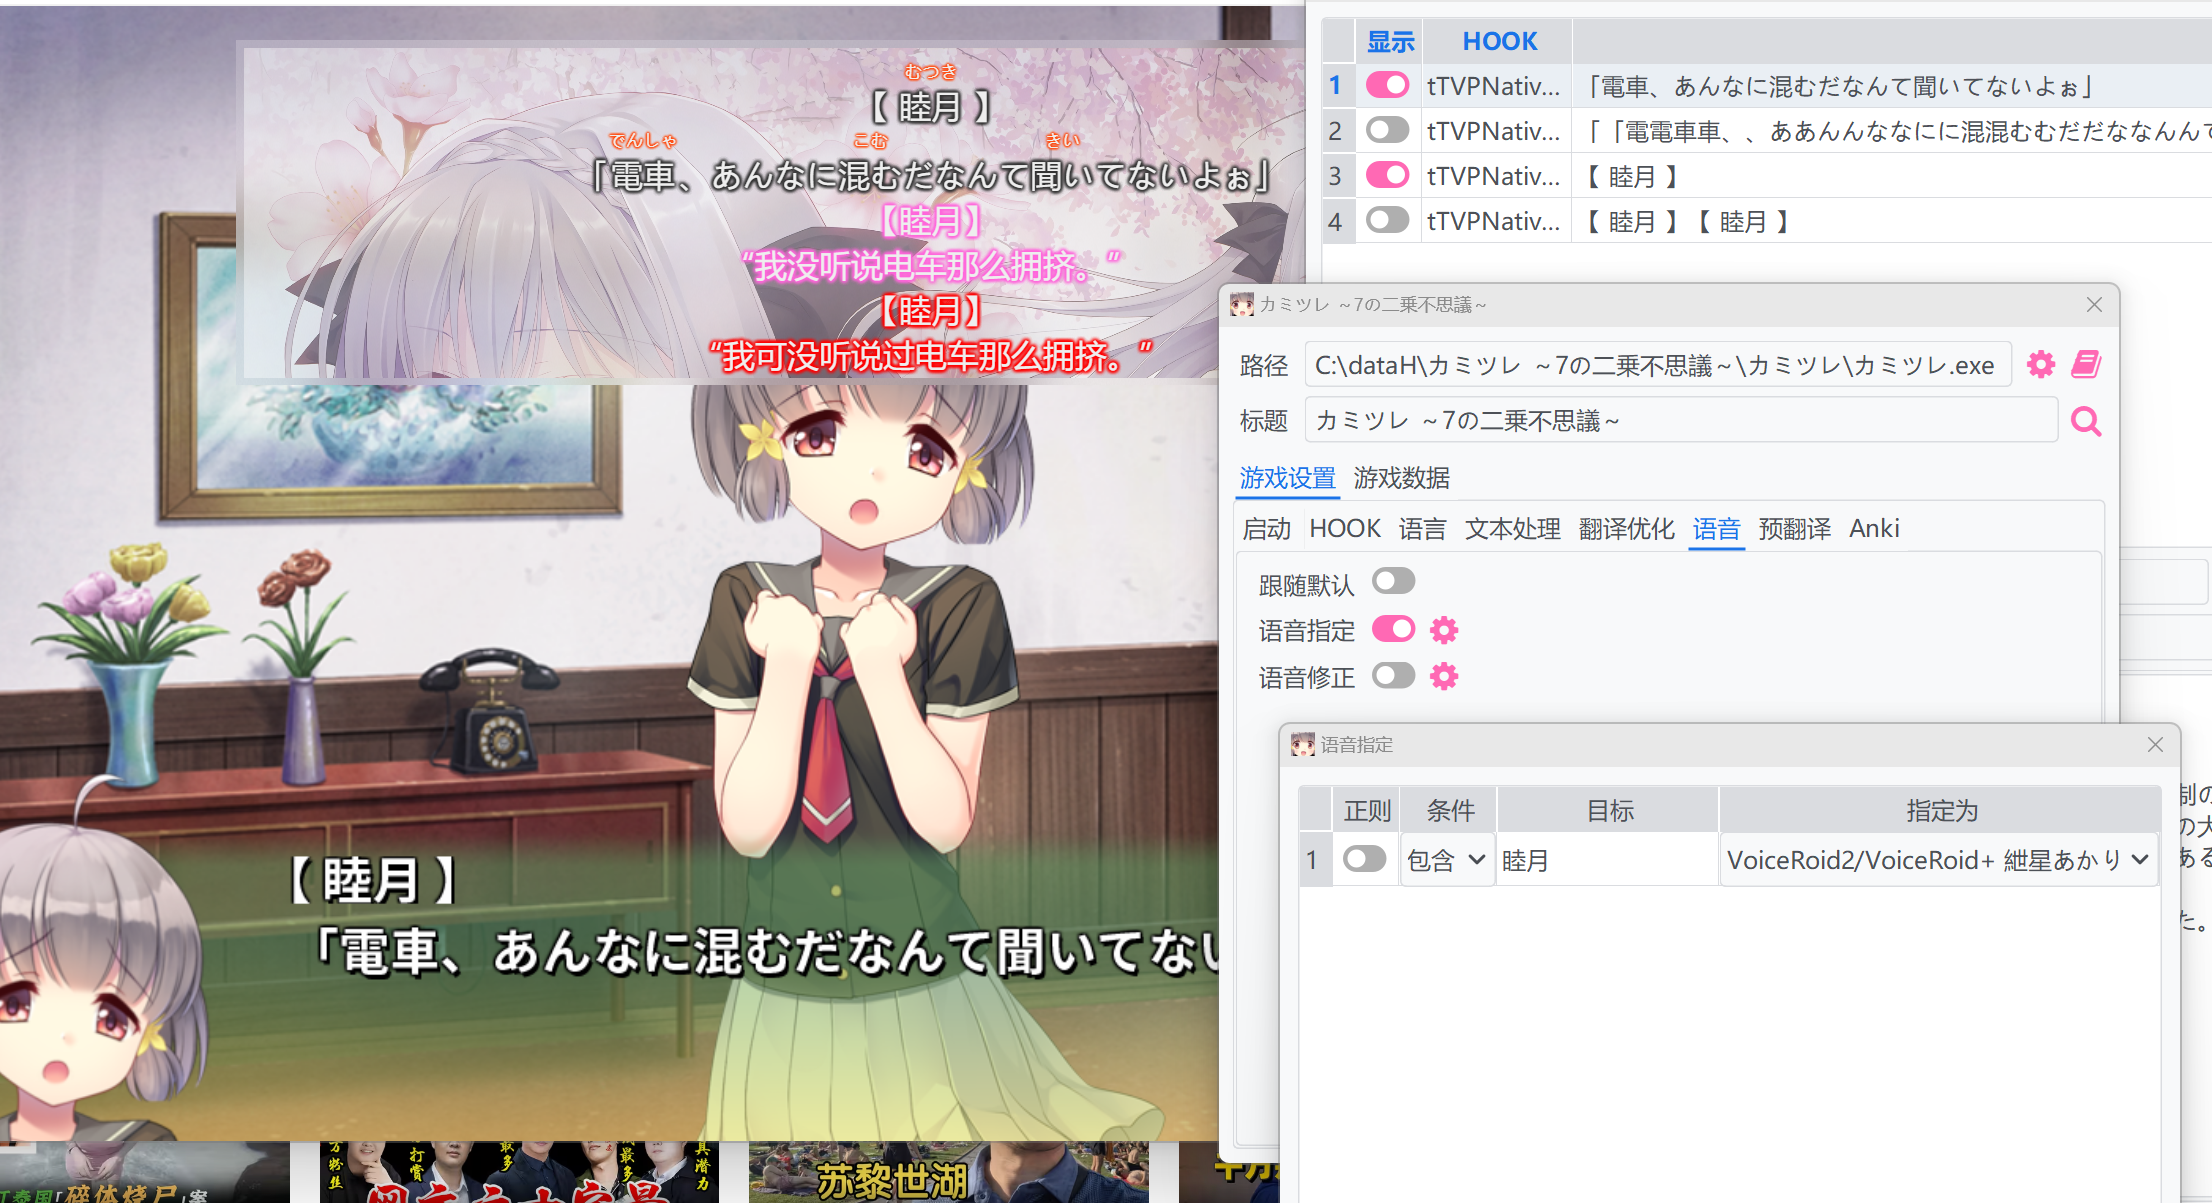 むつき
【 睦月 】
でんしゃ こむ きい
「電車、あんなに混むだなんて聞いてないよぉ」
【睦月】
“我没听说电车那么拥挤。”
【睦月】
“我可没听说过电车那么拥挤。”
【 睦月 】
「電車、あんなに混むだなんて聞いてない
苏黎世湖
显示 HOOK
1 tTVPNativ... 「電車、あんなに混むだなんて聞いてないよぉ」
2 tTVPNativ... 「「電電車車、、ああんんななにに混混むむだだななんんて
3 tTVPNativ... 【 睦月 】
4 tTVPNativ... 【 睦月 】【 睦月 】
カミツレ ～7の二乗不思議～
路径 C:\dataH\カミツレ ～7の二乗不思議～\カミツレ\カミツレ.exe
标题 カミツレ ～7の二乗不思議～
游戏设置 游戏数据
启动 HOOK 语言 文本处理 翻译优化 语音 预翻译 Anki
跟随默认
语音指定
语音修正
语音指定
正则 条件 目标 指定为
1 包含 睦月 VoiceRoid2/VoiceRoid+ 紲星あかり
制の
の大
ある
た。